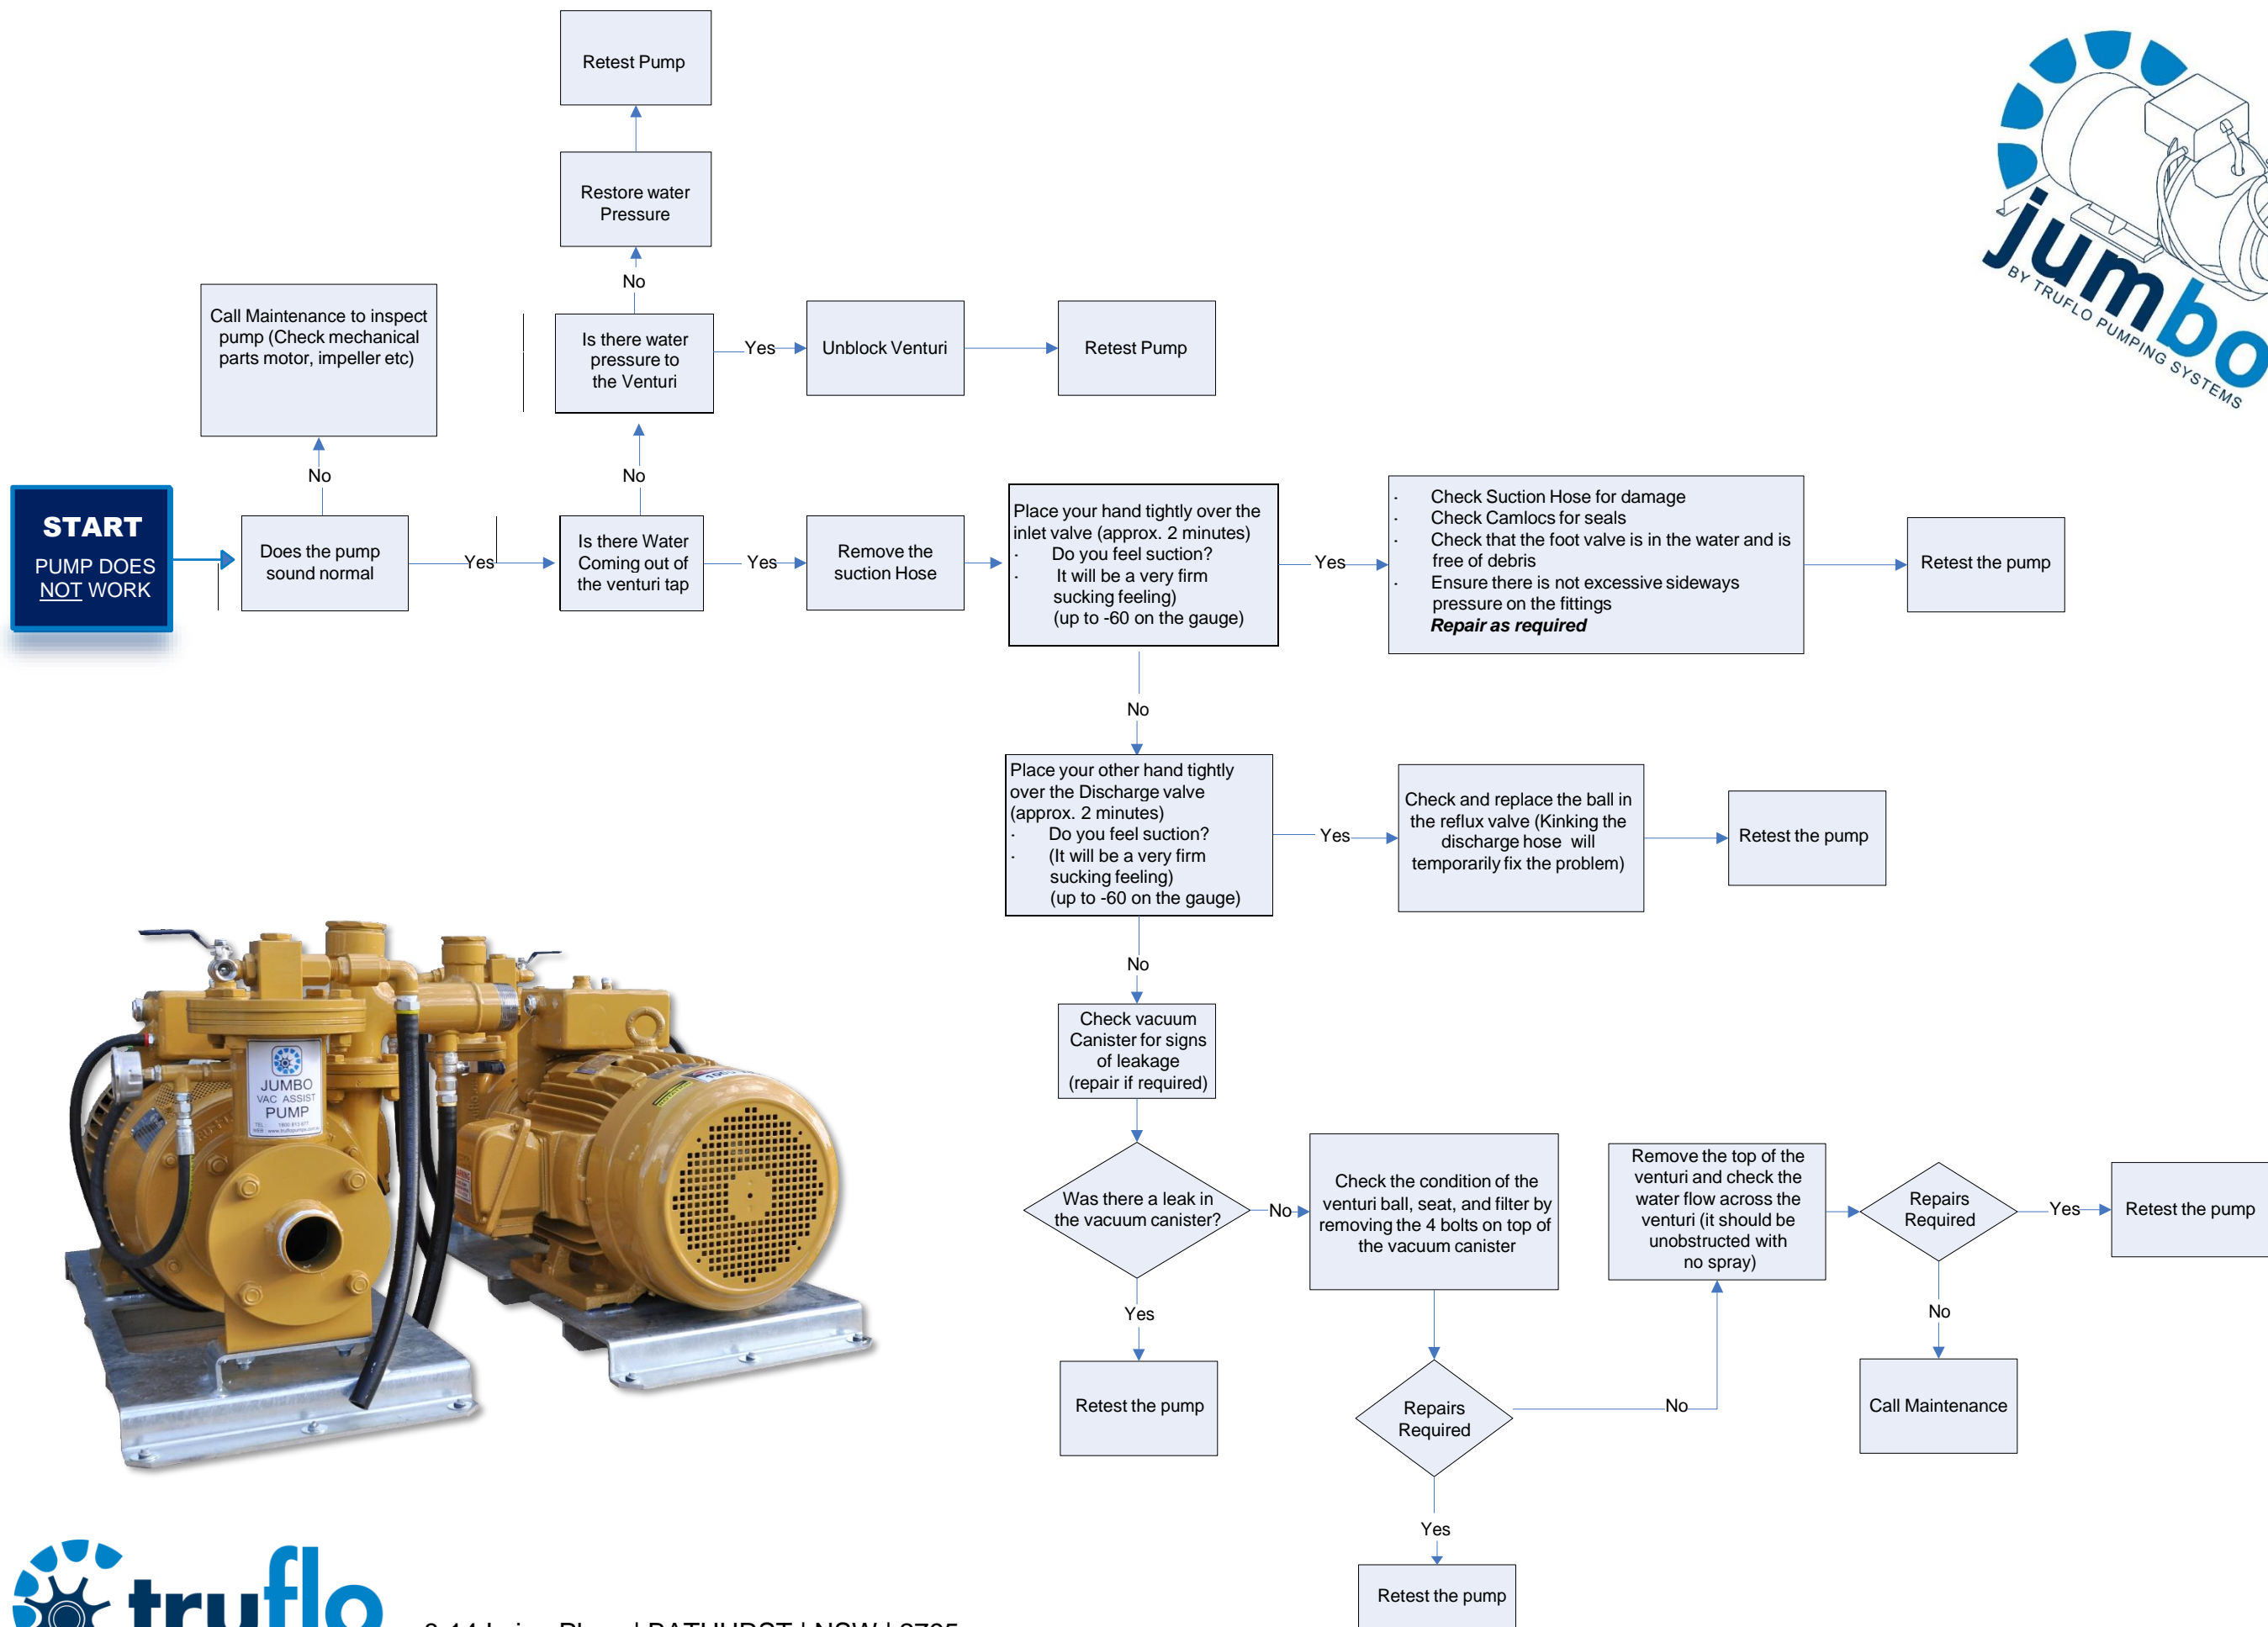 Retest Pump
Restore water
Pressure
No
Call Maintenance to inspect
pump (Check mechanical
parts motor, impeller etc)
Is there water
pressure to
the Venturi
Yes
Unblock Venturi
Retest Pump
jumbo
BY TRUFLO PUMPING SYSTEMS
No
No
START
PUMP DOES
NOT WORK
Does the pump
sound normal
Yes
Is there Water
Coming out of
the venturi tap
Yes
Remove the
suction Hose
Place your hand tightly over the
inlet valve (approx. 2 minutes)
· Do you feel suction?
· It will be a very firm
sucking feeling)
(up to -60 on the gauge)
Yes
· Check Suction Hose for damage
· Check Camlocs for seals
· Check that the foot valve is in the water and is
free of debris
· Ensure there is not excessive sideways
pressure on the fittings
Repair as required
Retest the pump
No
Place your other hand tightly
over the Discharge valve
(approx. 2 minutes)
· Do you feel suction?
· (It will be a very firm
sucking feeling)
(up to -60 on the gauge)
Yes
Check and replace the ball in
the reflux valve (Kinking the
discharge hose will
temporarily fix the problem)
Retest the pump
No
Check vacuum
Canister for signs
of leakage
(repair if required)
Was there a leak in
the vacuum canister?
No
Check the condition of the
venturi ball, seat, and filter by
removing the 4 bolts on top of
the vacuum canister
Remove the top of the
venturi and check the
water flow across the
venturi (it should be
unobstructed with
no spray)
Repairs
Required
Yes
Retest the pump
Yes
Retest the pump
Repairs
Required
No
No
Call Maintenance
Yes
Retest the pump
JUMBO
VAC ASSIST
PUMP
truflo
BATHURST | NSW |